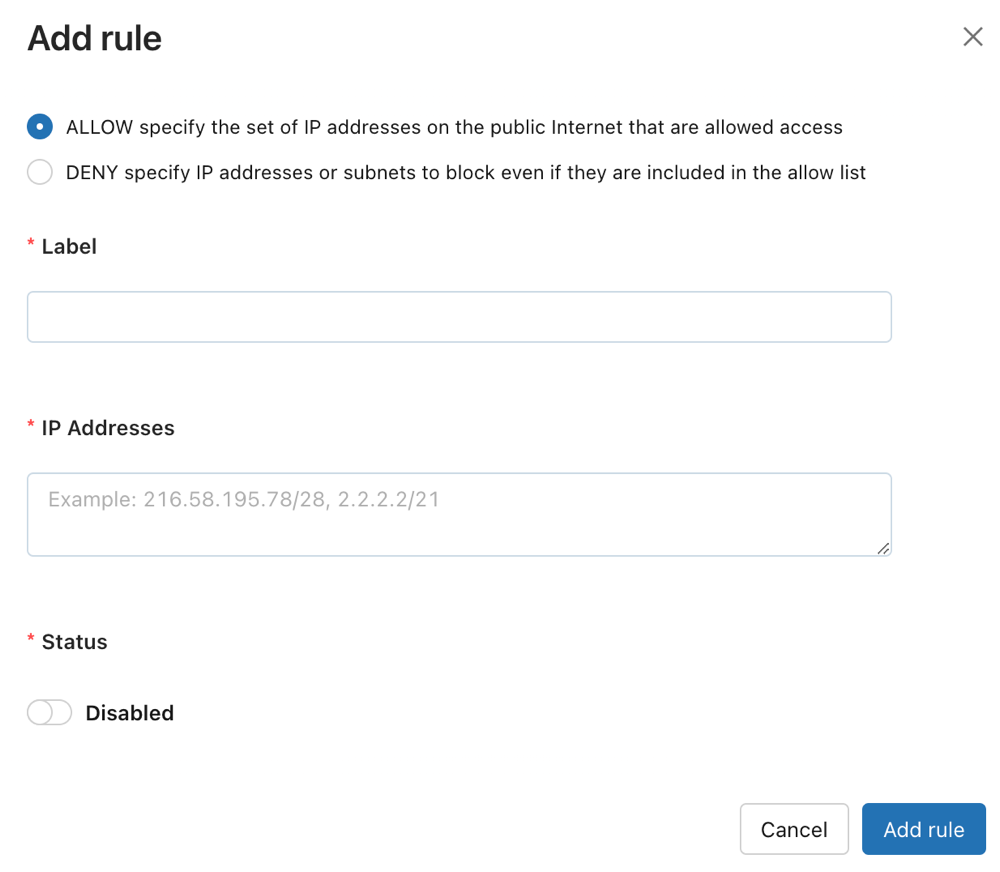 Add rule
ALLOW specify the set of IP addresses on the public Internet that are allowed access
DENY specify IP addresses or subnets to block even if they are included in the allow list
* Label
* IP Addresses
Example: 216.58.195.78/28, 2.2.2.2/21
* Status
Disabled
Cancel
Add rule